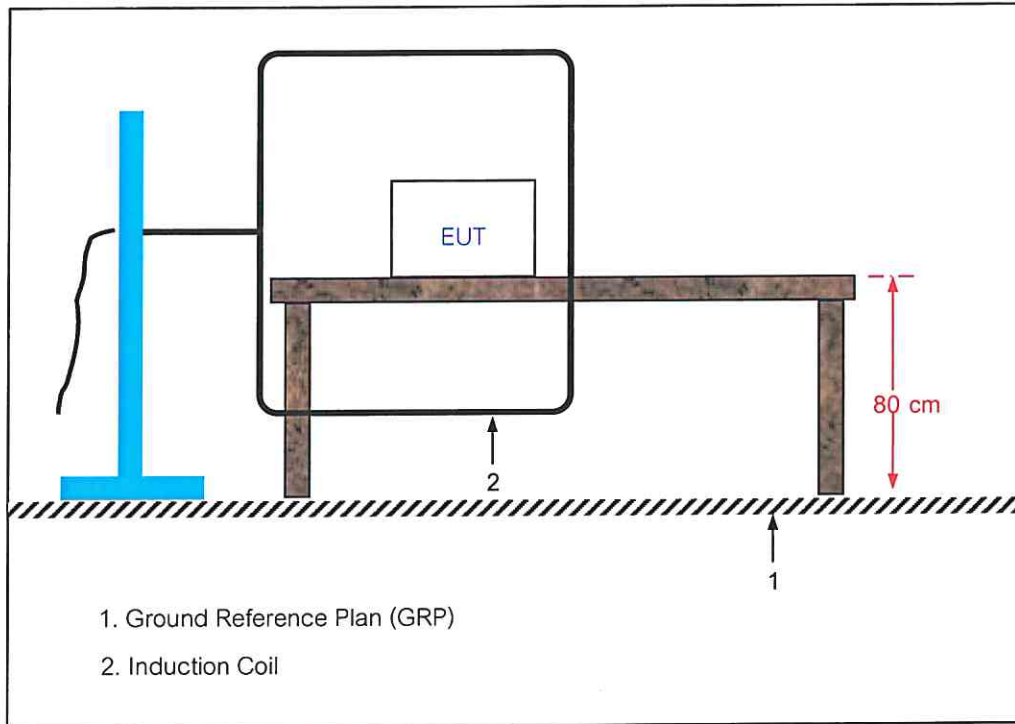 EUT
80 cm
2
1
1. Ground Reference Plan (GRP)
2. Induction Coil